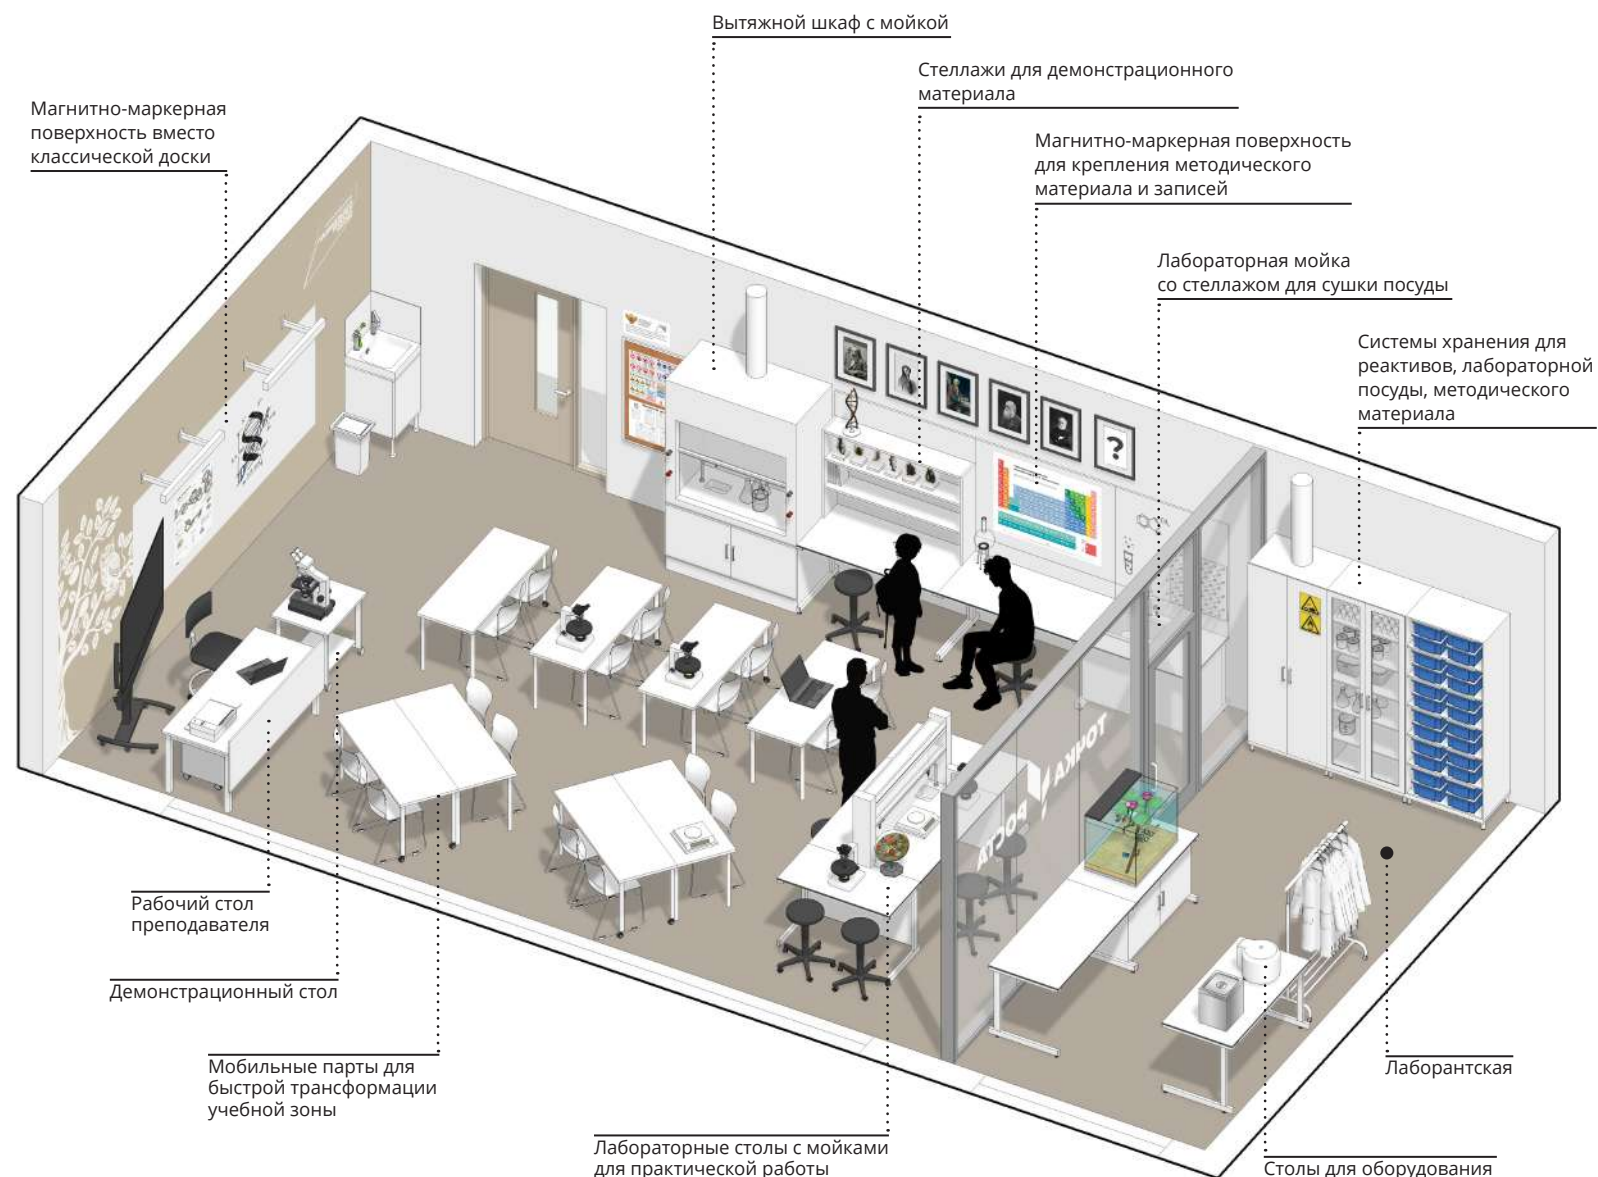 Вытяжной шкаф с мойкой
Стеллажи для демонстрационного
материала
Магнитно-маркерная
поверхность вместо
классической доски
Магнитно-маркерная поверхность
для крепления методического
материала и записей
Лабораторная мойка
со стеллажом для сушки посуды
Системы хранения для
реактивов, лабораторной
посуды, методического
материала
?
ТОЧКА
РОСТА
Рабочий стол
преподавателя
Демонстрационный стол
Мобильные парты для
быстрой трансформации
учебной зоны
Лабораторные столы с мойками
для практической работы
Лаборантская
Столы для оборудования